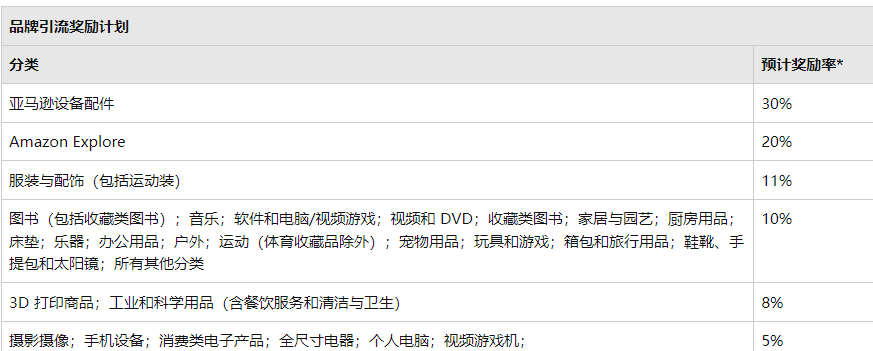 品牌引流奖励计划
分类 预计奖励率*
亚马逊设备配件 30%
Amazon Explore 20%
服装与配饰（包括运动装） 11%
图书（包括收藏类图书）；音乐；软件和电脑/视频游戏；视频和 DVD；收藏类图书；家居与园艺；厨房用品； 10%
床垫；乐器；办公用品；户外；运动（体育收藏品除外）；宠物用品；玩具和游戏；箱包和旅行用品；鞋靴、手
提包和太阳镜；所有其他分类
3D 打印商品；工业和科学用品（含餐饮服务和清洁与卫生） 8%
摄影摄像；手机设备；消费类电子产品；全尺寸电器；个人电脑；视频游戏机； 5%